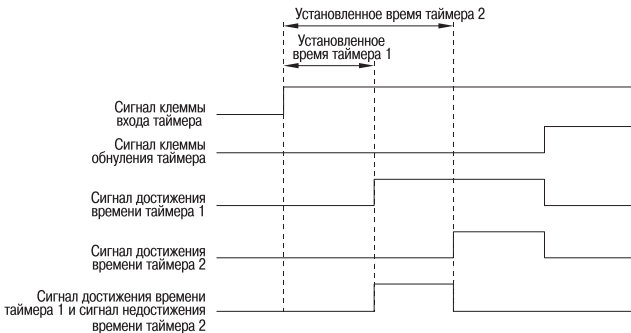 Установленное время таймера 2
Установленное
время таймера 1
Сигнал клеммы
входа таймера
Сигнал клеммы
обнуления таймера
Сигнал достижения
времени таймера 1
Сигнал достижения
времени таймера 2
Сигнал достижения времени
таймера 1 и сигнал недостижения
времени таймера 2